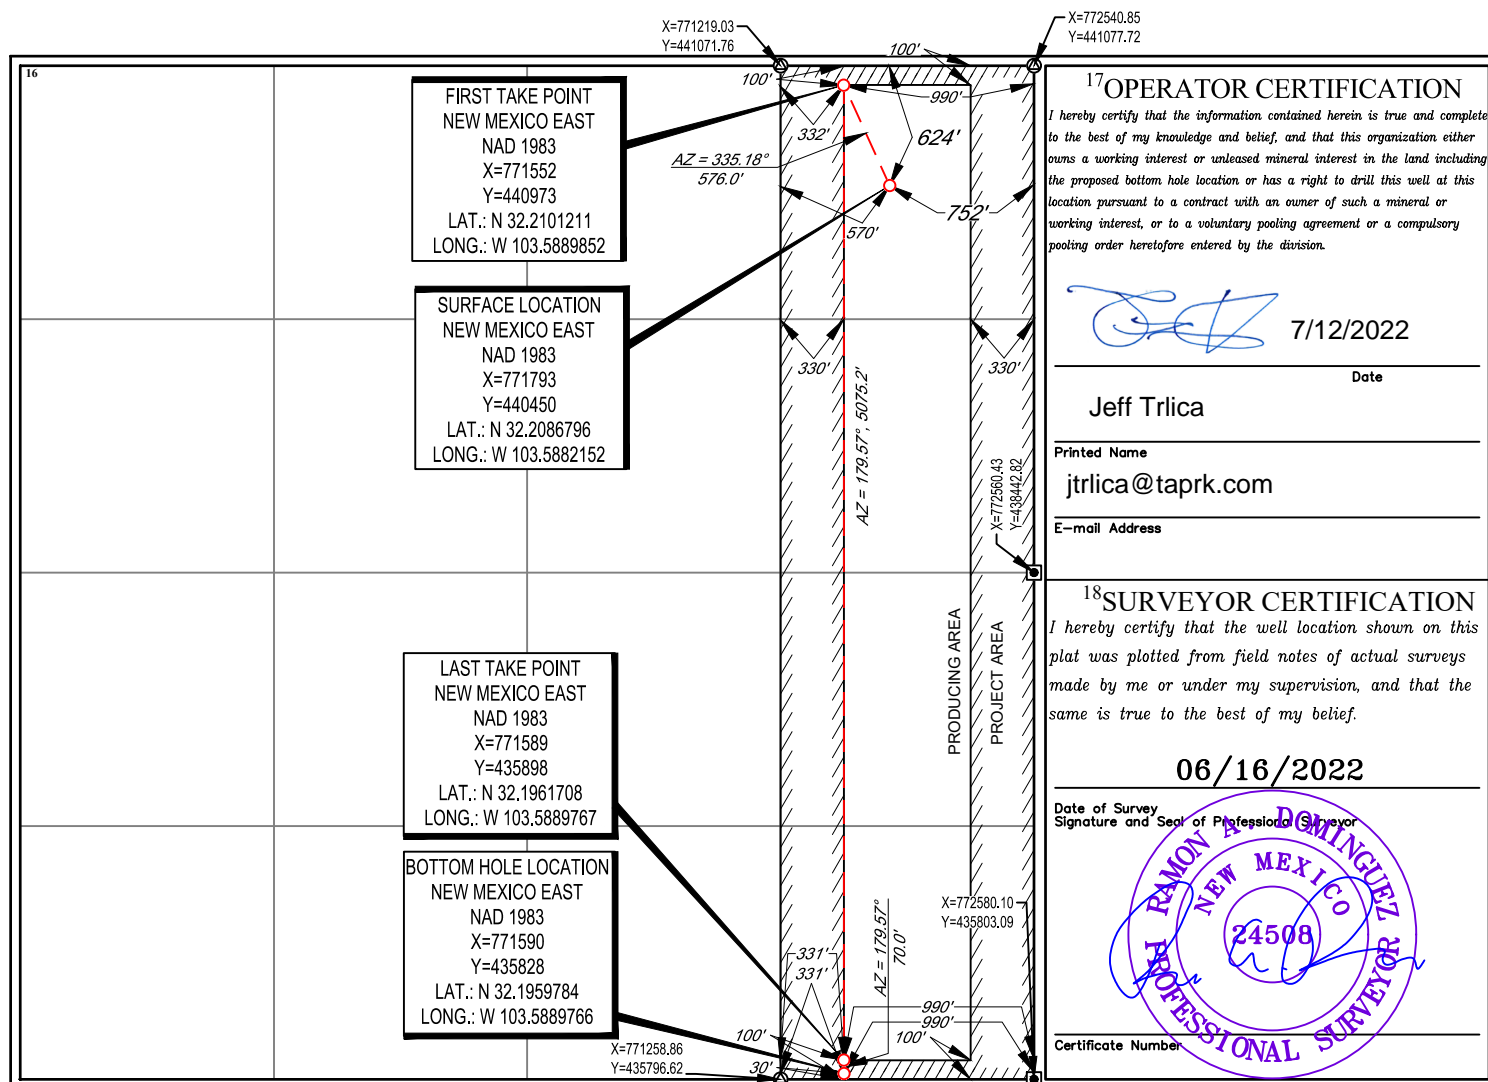 X=771219.03
Y=441071.76
X=772540.85
Y=441077.72
16
100'
100'
FIRST TAKE POINT
NEW MEXICO EAST
NAD 1983
X=771552
Y=440973
LAT.: N 32.2101211
LONG.: W 103.5889852
990'
332'
624'
AZ = 335.18°
576.0'
752'
570'
SURFACE LOCATION
NEW MEXICO EAST
NAD 1983
X=771793
Y=440450
LAT.: N 32.2086796
LONG.: W 103.5882152
330'
330'
AZ = 179.57°, 5075.2'
X=772560.43
Y=438442.82
PRODUCING AREA
PROJECT AREA
LAST TAKE POINT
NEW MEXICO EAST
NAD 1983
X=771589
Y=435898
LAT.: N 32.1961708
LONG.: W 103.5889767
BOTTOM HOLE LOCATION
NEW MEXICO EAST
NAD 1983
X=771590
Y=435828
LAT.: N 32.1959784
LONG.: W 103.5889766
X=772580.10
Y=435803.09
AZ = 179.57°
70.0'
331'
331'
990'
990'
100'
100'
30'
X=771258.86
Y=435796.62
17 OPERATOR CERTIFICATION
I hereby certify that the information contained herein is true and complete
to the best of my knowledge and belief, and that this organization either
owns a working interest or unleased mineral interest in the land including
the proposed bottom hole location or has a right to drill this well at this
location pursuant to a contract with an owner of such a mineral or
working interest, or to a voluntary pooling agreement or a compulsory
pooling order heretofore entered by the division.
7/12/2022
Date
Jeff Trlica
Printed Name
jtrlica@taprk.com
E-mail Address
18 SURVEYOR CERTIFICATION
I hereby certify that the well location shown on this
plat was plotted from field notes of actual surveys
made by me or under my supervision, and that the
same is true to the best of my belief.
06/16/2022
Date of Survey
Signature and Seal of Professional Surveyor
RAMON A. DOMINGUEZ
NEW MEXICO
24508
PROFESSIONAL SURVEYOR
Certificate Number